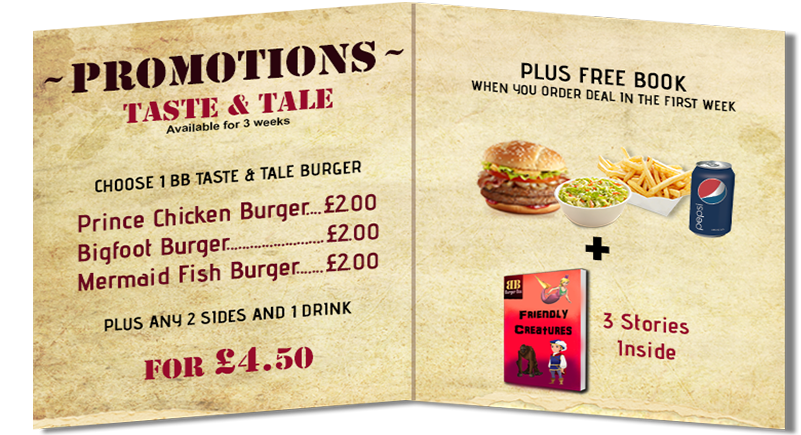 ~PROMOTIONS~
TASTE & TALE
Available for 3 weeks
CHOOSE 1 BB TASTE & TALE BURGER
Prince Chicken Burger....£2.00
Bigfoot Burger........................£2.00
Mermaid Fish Burger.......£2.00
PLUS ANY 2 SIDES AND 1 DRINK
FOR £4.50
PLUS FREE BOOK
WHEN YOU ORDER DEAL IN THE FIRST WEEK
pepsi
+
BB
FRIENDLY
CREATURES
3 Stories
Inside